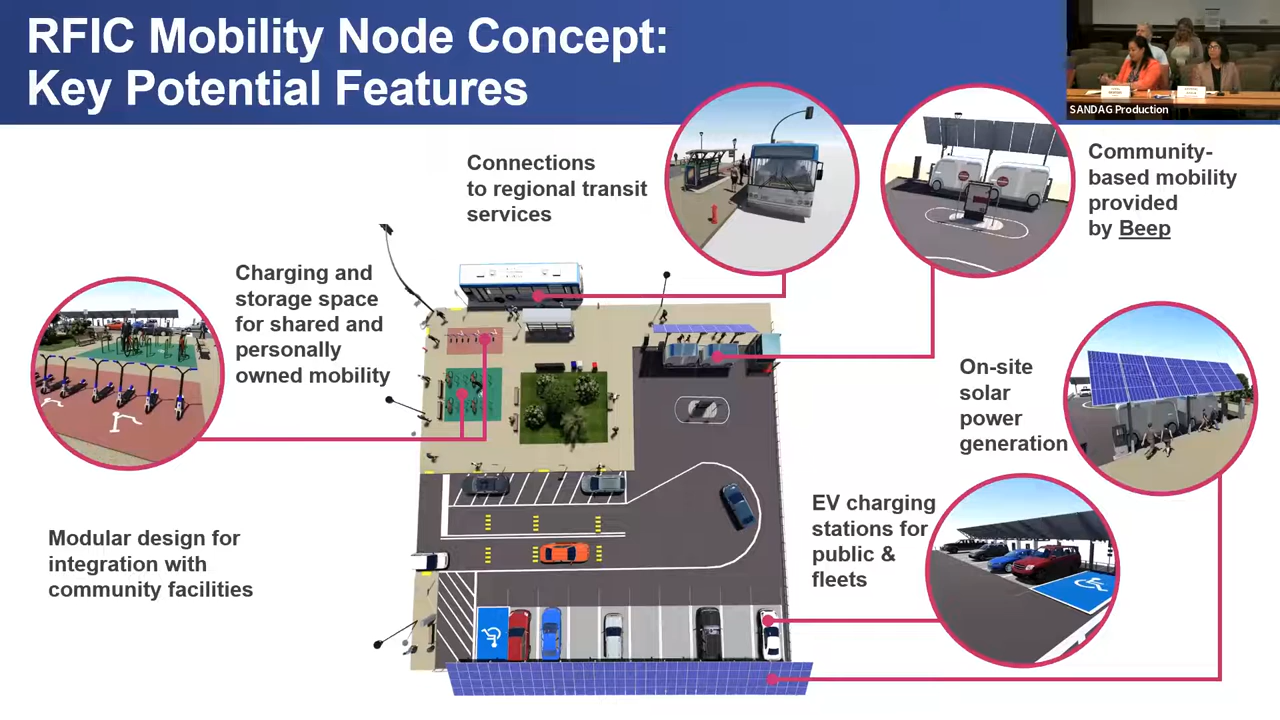 RFIC Mobility Node Concept:
Key Potential Features
SANDAG Production
Connections
to regional transit
services
Community-
based mobility
provided
by Beep
Charging and
storage space
for shared and
personally
owned mobility
On-site
solar
power
generation
EV charging
stations for
public &
fleets
Modular design for
integration with
community facilities